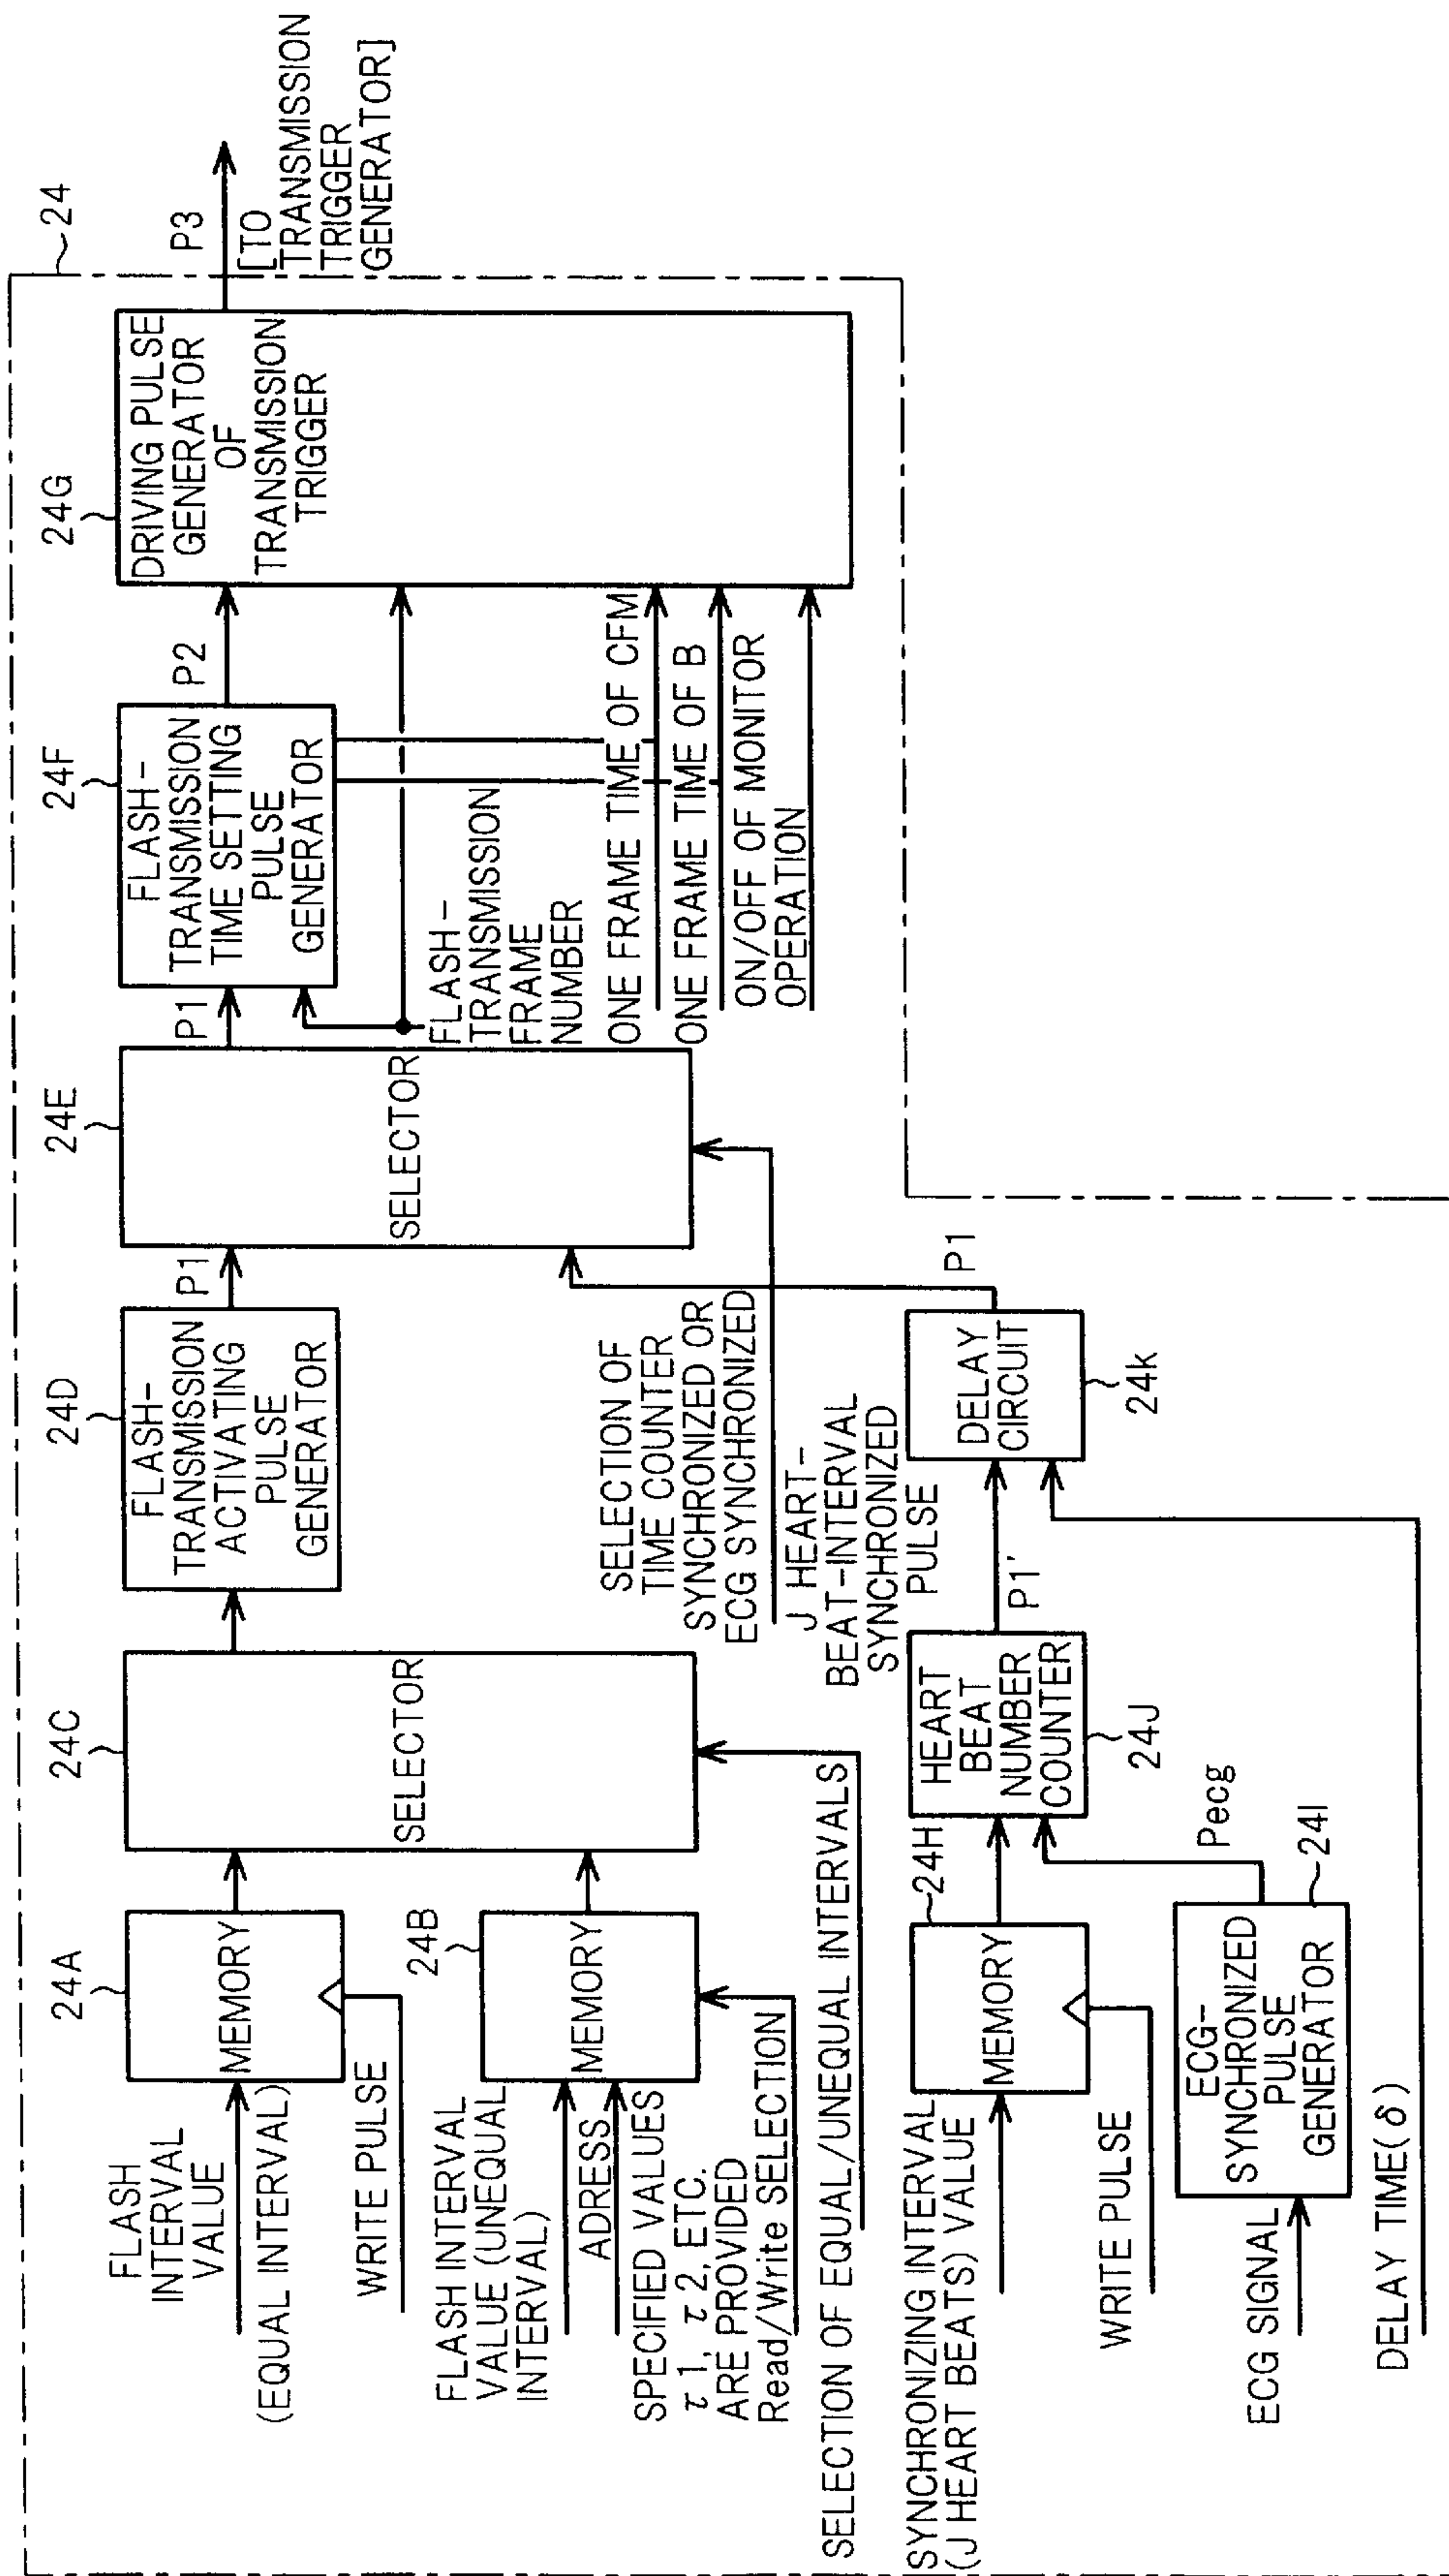 24
24A
FLASH
INTERVAL
VALUE
(EQUAL INTERVAL)
MEMORY
WRITE PULSE
24B
FLASH INTERVAL
VALUE (UNEQUAL
INTERVAL)
ADRESS
MEMORY
SPECIFIED VALUES
τ1, τ2, ETC.
ARE PROVIDED
Read/Write SELECTION
SELECTION OF EQUAL/UNEQUAL INTERVALS
24C
SELECTOR
24D
FLASH-
TRANSMISSION
ACTIVATING
PULSE
GENERATOR
P1
24E
SELECTOR
SELECTION OF
TIME COUNTER
SYNCHRONIZED OR
ECG SYNCHRONIZED
P1
24F
FLASH-
TRANSMISSION
TIME SETTING
PULSE
GENERATOR
P2
FLASH-
TRANSMISSION
FRAME
NUMBER
ONE FRAME TIME OF CFM
ONE FRAME TIME OF B
ON/OFF OF MONITOR
OPERATION
24G
DRIVING PULSE
GENERATOR
OF
TRANSMISSION
TRIGGER
P3
[TO
TRANSMISSION
TRIGGER
GENERATOR]
SYNCHRONIZING INTERVAL
(J HEART BEATS) VALUE
24H
MEMORY
WRITE PULSE
ECG SIGNAL
ECG-
SYNCHRONIZED
PULSE
GENERATOR
24I
Pecg
HEART
BEAT
NUMBER
COUNTER
24J
J HEART-
BEAT-INTERVAL
SYNCHRONIZED
PULSE
P1'
DELAY
CIRCUIT
24k
P1
DELAY TIME(δ)